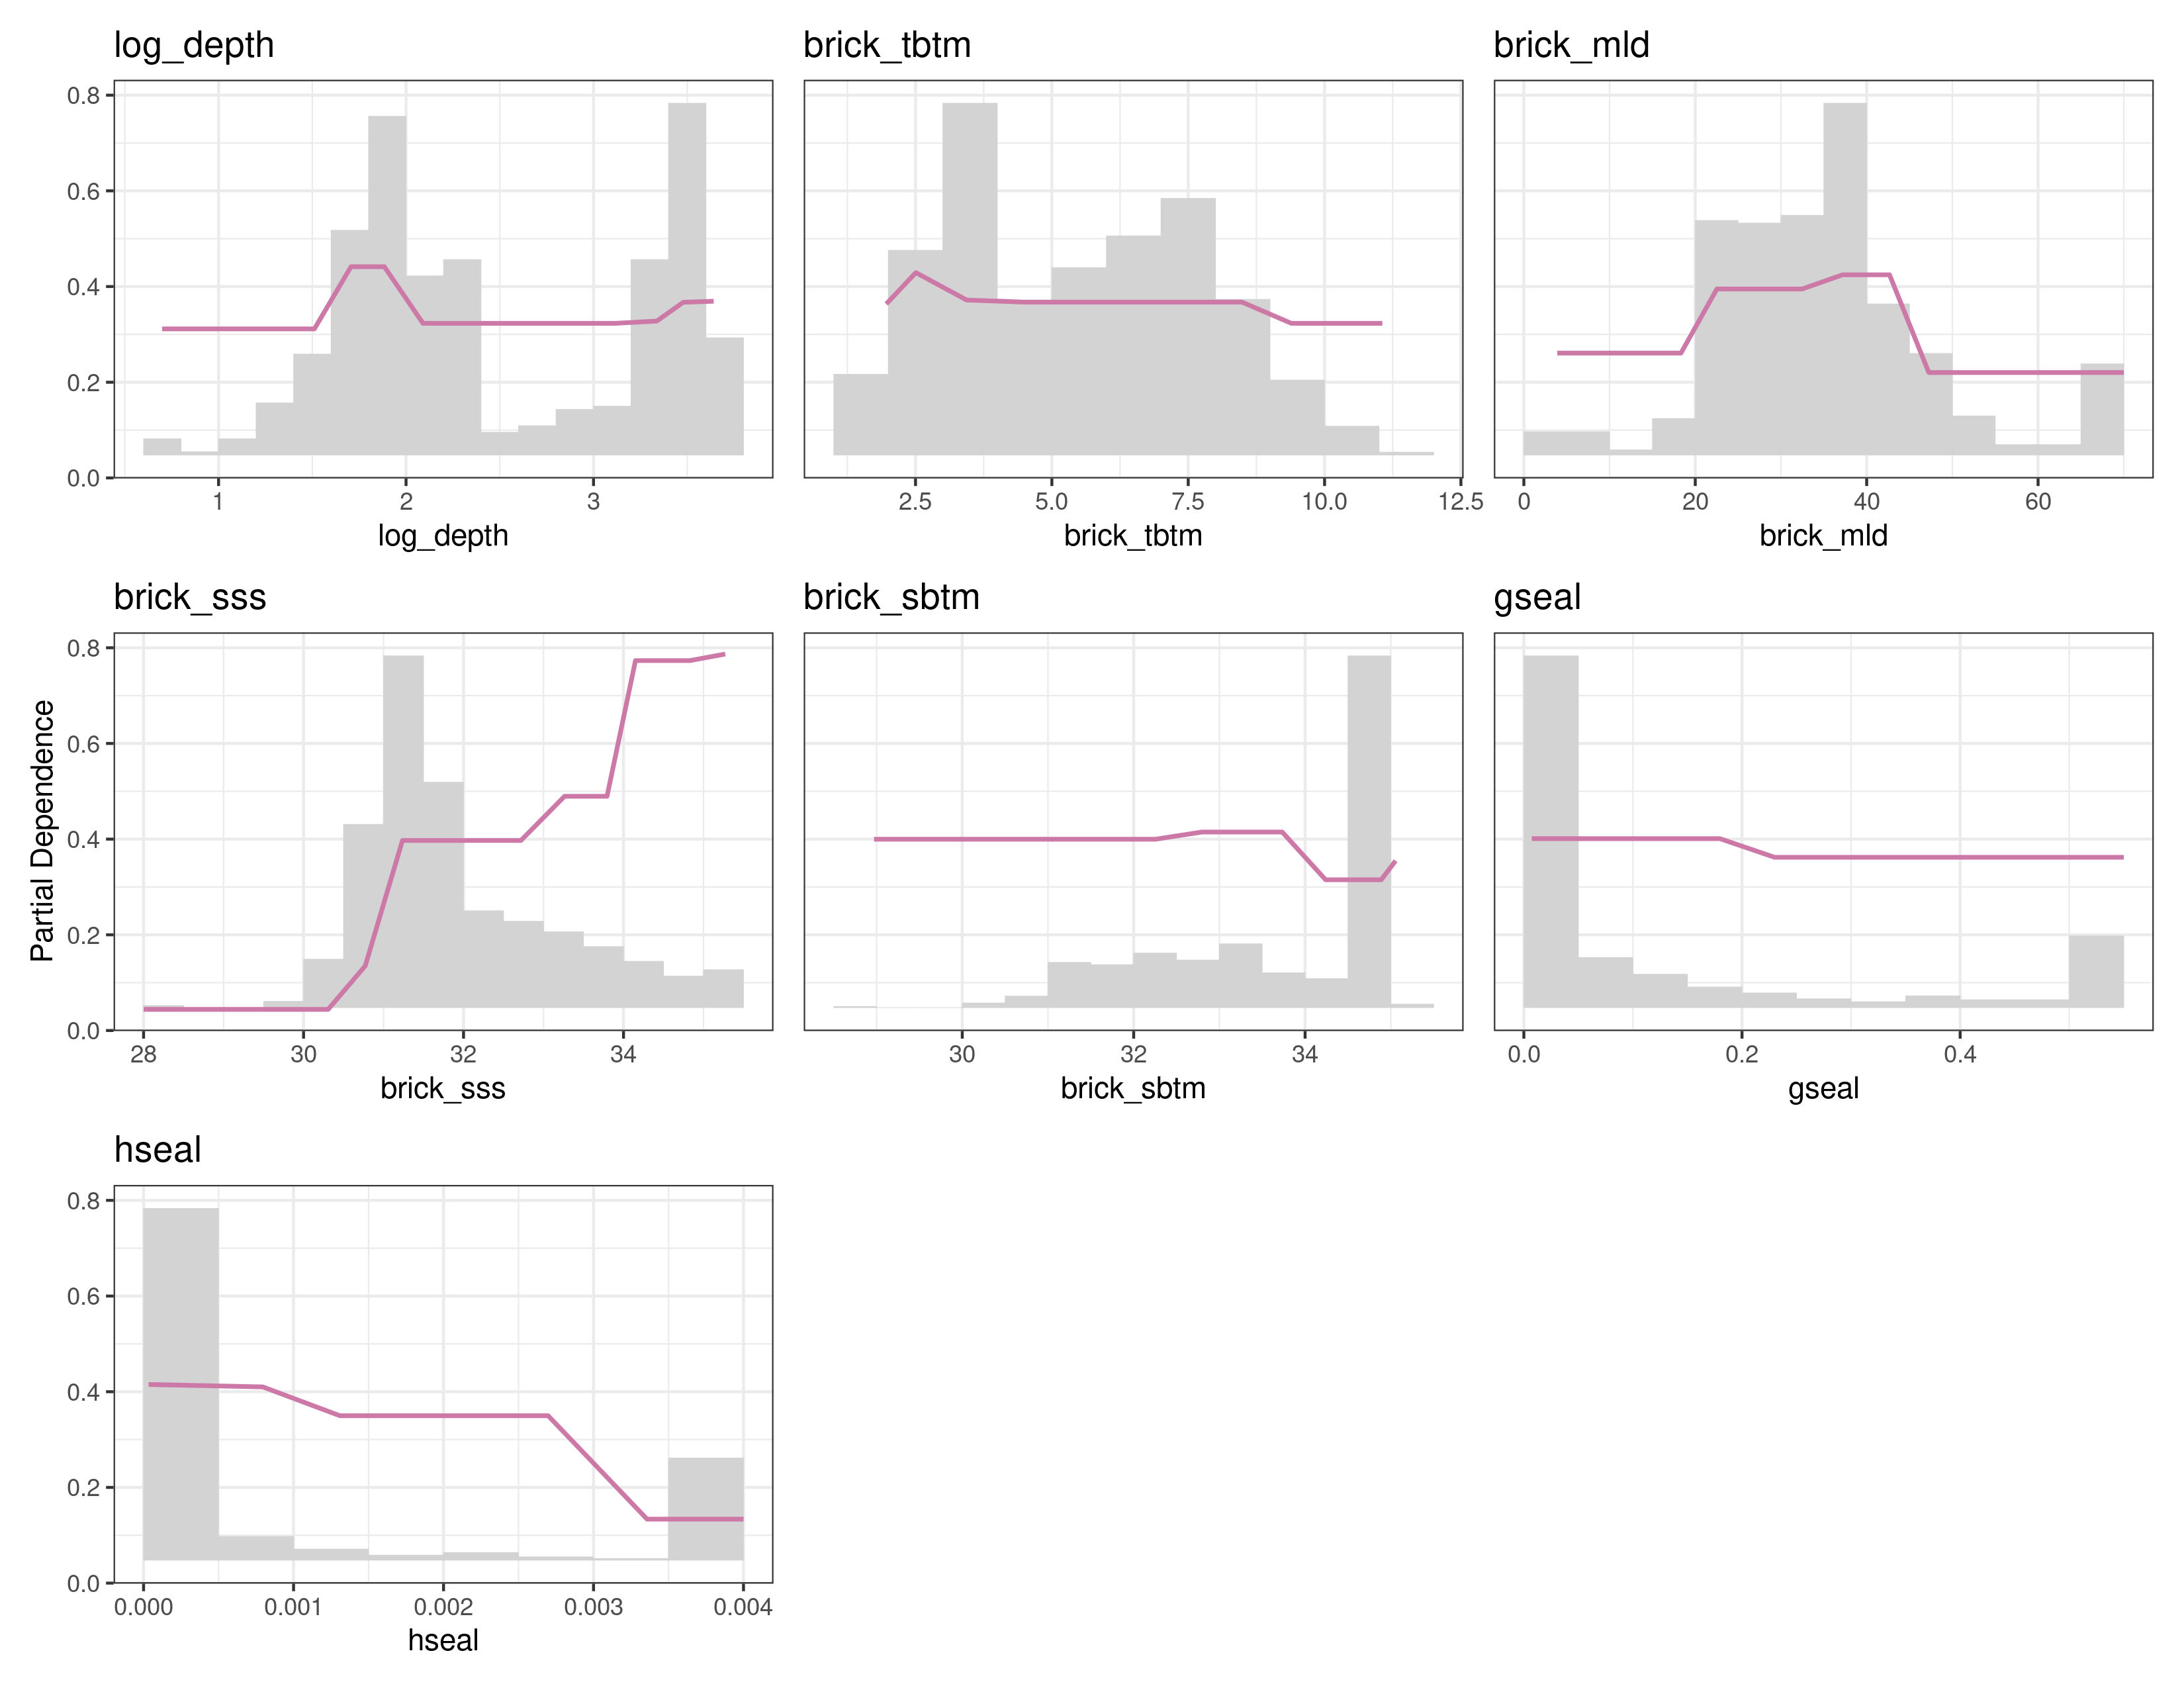 log_depth brick_tbtm brick_mld
0.8
0.6
0.4
0.2
0.0
1 2 3 2.5 5.0 7.5 10.0 12.5 0 20 40 60
log_depth brick_tbtm brick_mld
brick_sss brick_sbtm gseal
Partial Dependence
0.8
0.6
0.4
0.2
0.0
28 30 32 34 30 32 34 0.0 0.2 0.4
brick_sss brick_sbtm gseal
hseal
0.8
0.6
0.4
0.2
0.0
0.000 0.001 0.002 0.003 0.004
hseal